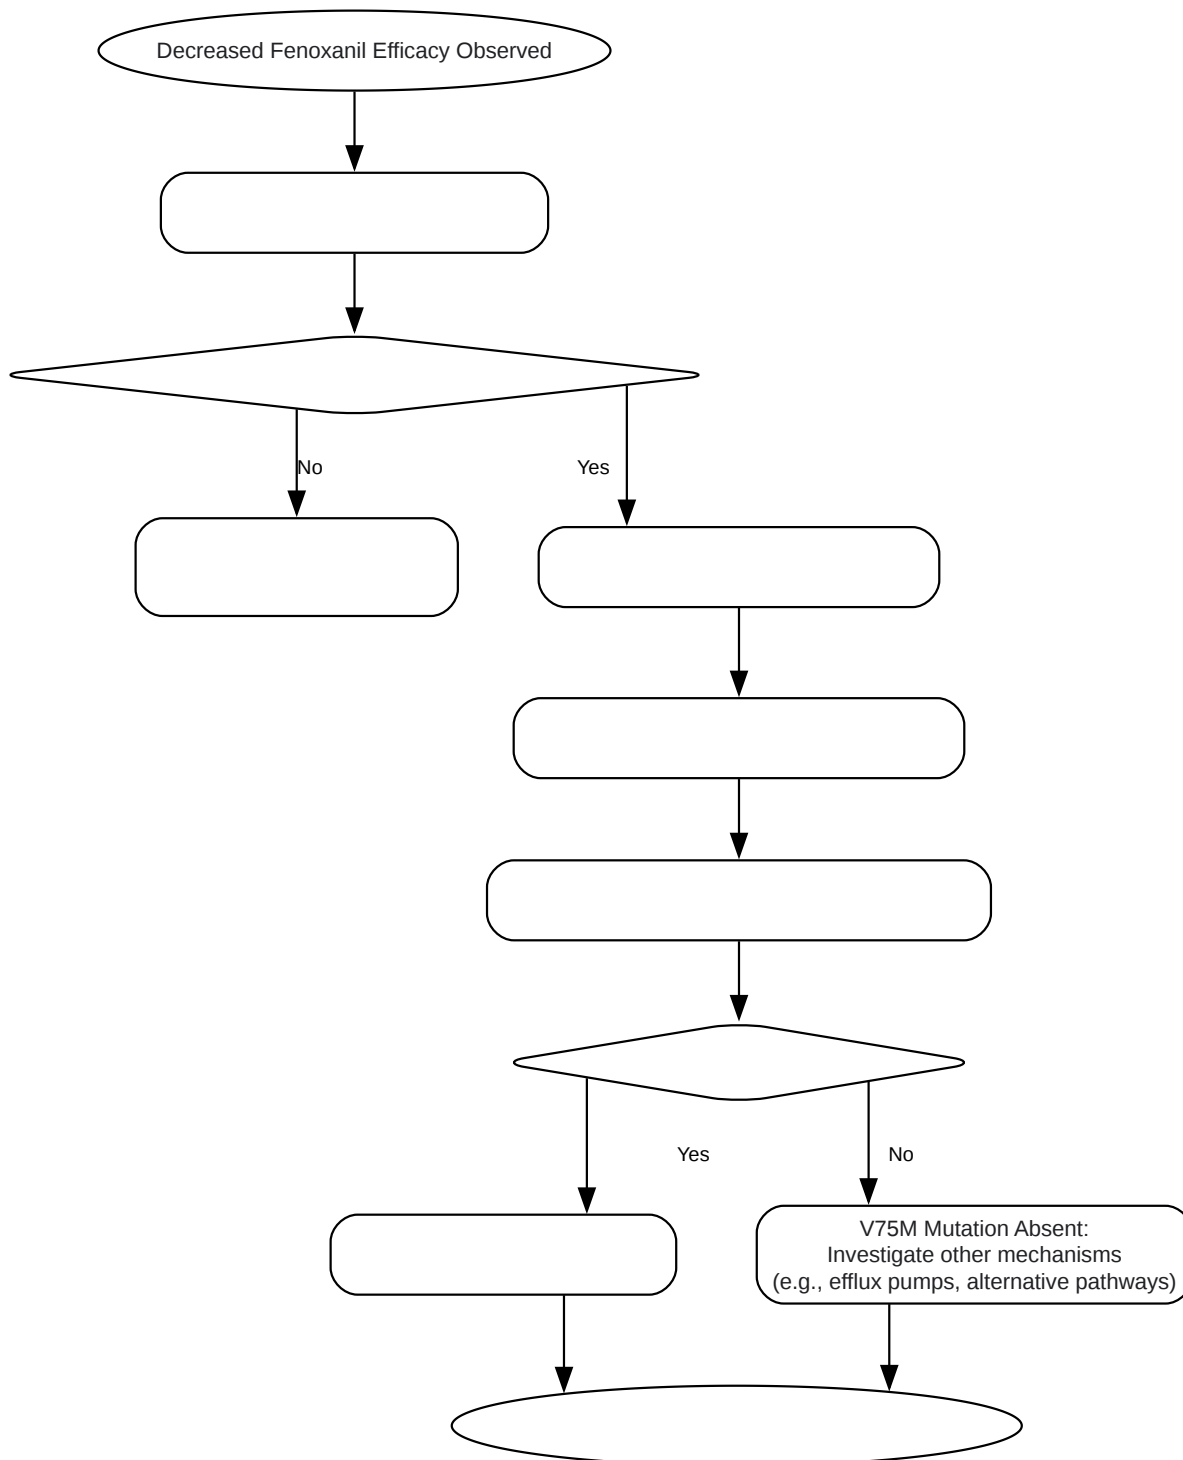 Decreased Fenoxanil Efficacy Observed
No
Yes
Yes
No
V75M Mutation Absent:
Investigate other mechanisms
(e.g., efflux pumps, alternative pathways)